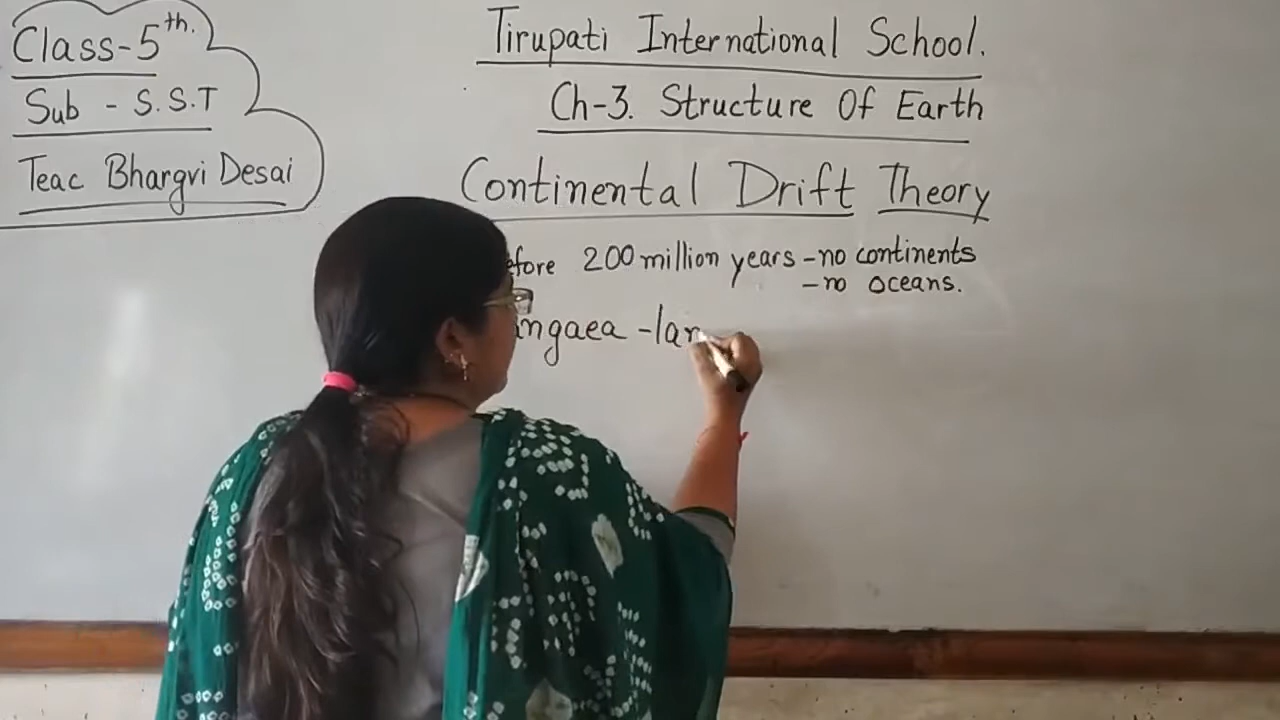 Class-5th.
Sub - S.S.T
Teac Bhargvi Desai
Tirupati International School.
Ch-3. Structure Of Earth
Continental Drift Theory
efore 200 million years -no continents
-no oceans.
ngaea -lar